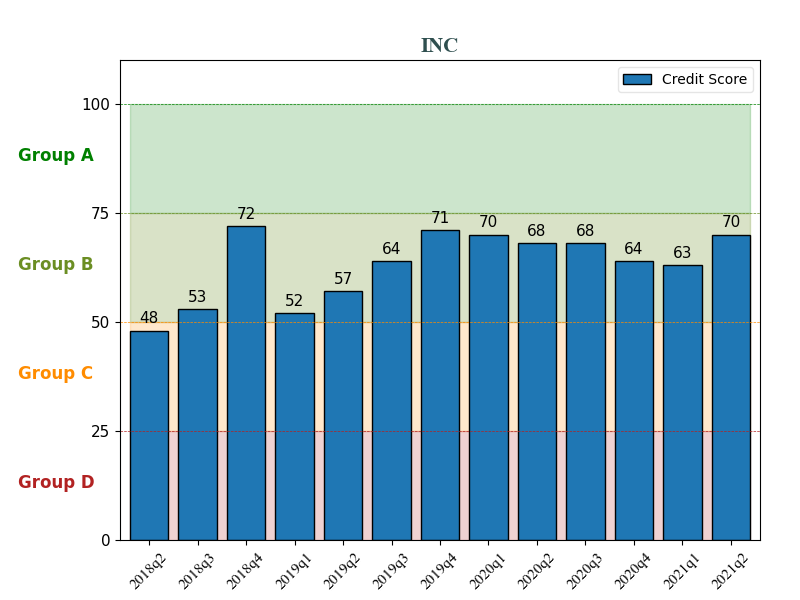 INC
Credit Score
100
Group A
75
72
71
70
70
68
68
64
64
63
Group B
57
53
52
48
50
Group C
25
Group D
0
2018q2
2018q3
2018q4
2019q1
2019q2
2019q3
2019q4
2020q1
2020q2
2020q3
2020q4
2021q1
2021q2